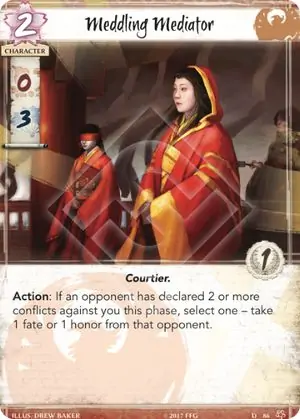 2
Meddling Mediator
CHARACTER
0
3
Courtier.
1
Action: If an opponent has declared 2 or more
conflicts against you this phase, select one – take
1 fate or 1 honor from that opponent.
ILLUS. DREW BAKER
©2017 FFG
86